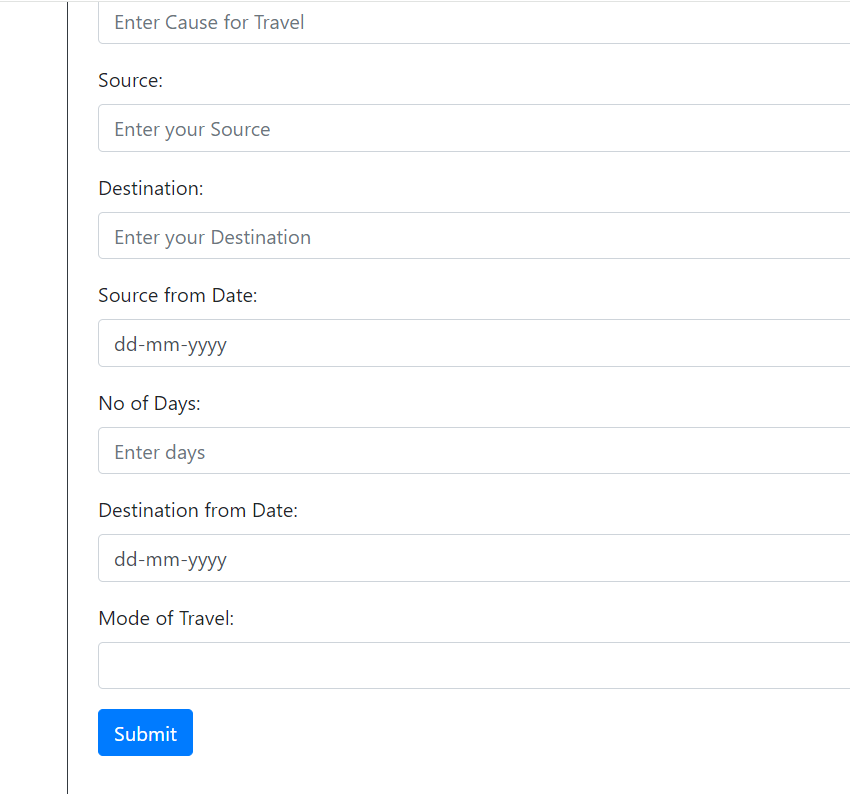 Enter Cause for Travel
Source:
Enter your Source
Destination:
Enter your Destination
Source from Date:
dd-mm-yyyy
No of Days:
Enter days
Destination from Date:
dd-mm-yyyy
Mode of Travel:
Submit